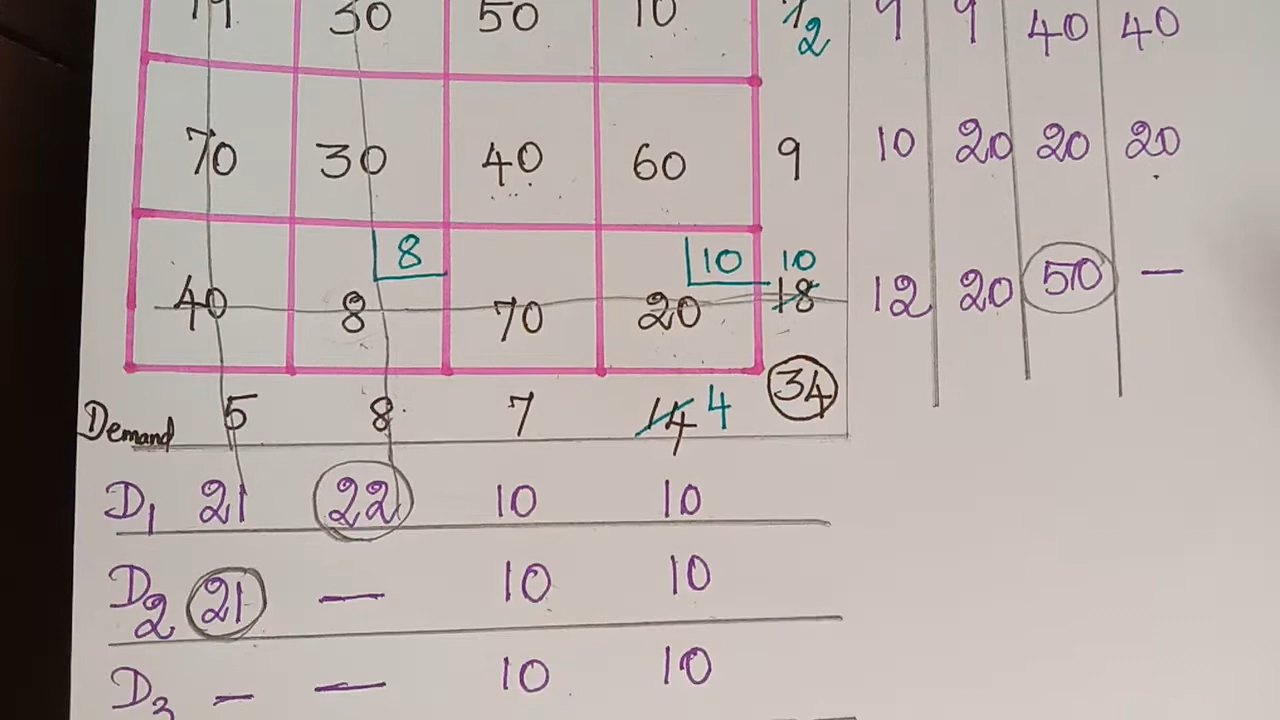 19 30 50 10 7 2 9 9 40 40
70 30 40 60 9 10 20 20 20
8 10 10
40 8 70 20 18 12 20 50 —
34
Demand 5 8 7 14 4
D1 21 22 10 10
D2 21 — 10 10
D3 — — 10 10